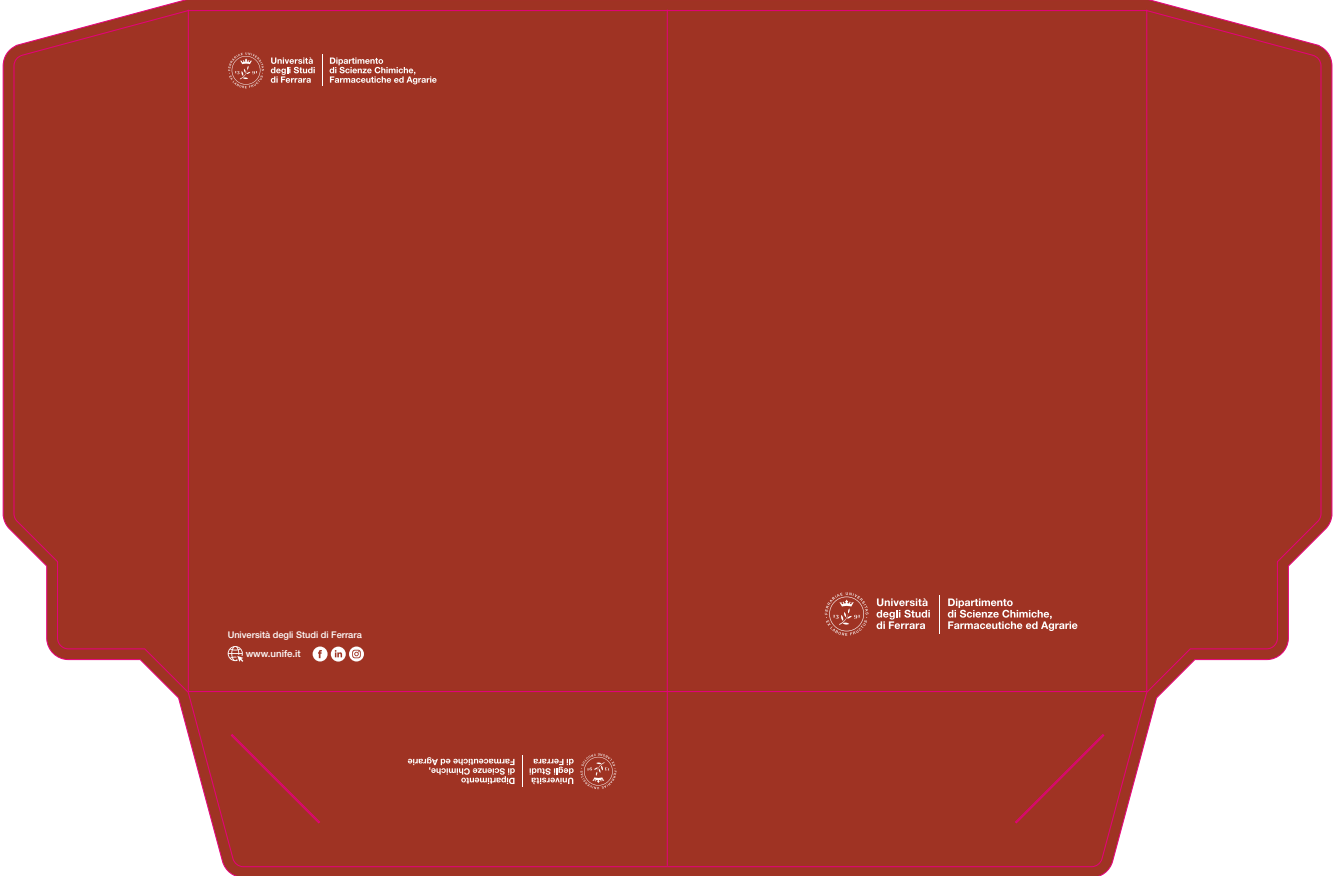 Università
degli Studi
di Ferrara
Dipartimento
di Scienze Chimiche,
Farmaceutiche ed Agrarie
Università
degli Studi
di Ferrara
Dipartimento
di Scienze Chimiche,
Farmaceutiche ed Agrarie
Università degli Studi di Ferrara
www.unife.it f in
Università
degli Studi
di Ferrara
Dipartimento
di Scienze Chimiche,
Farmaceutiche ed Agrarie